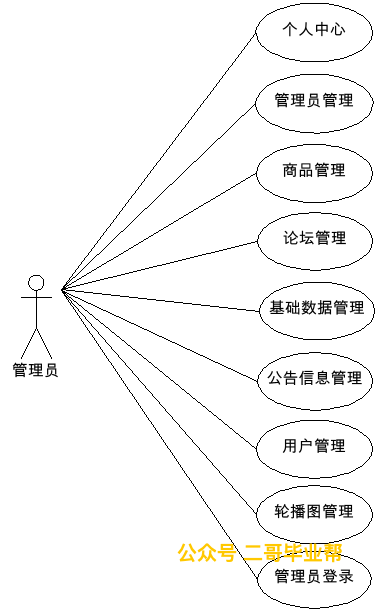 个人中心
管理员管理
商品管理
论坛管理
基础数据管理
管理员
公告信息管理
用户管理
轮播图管理
公众号 二哥毕业帮
管理员登录